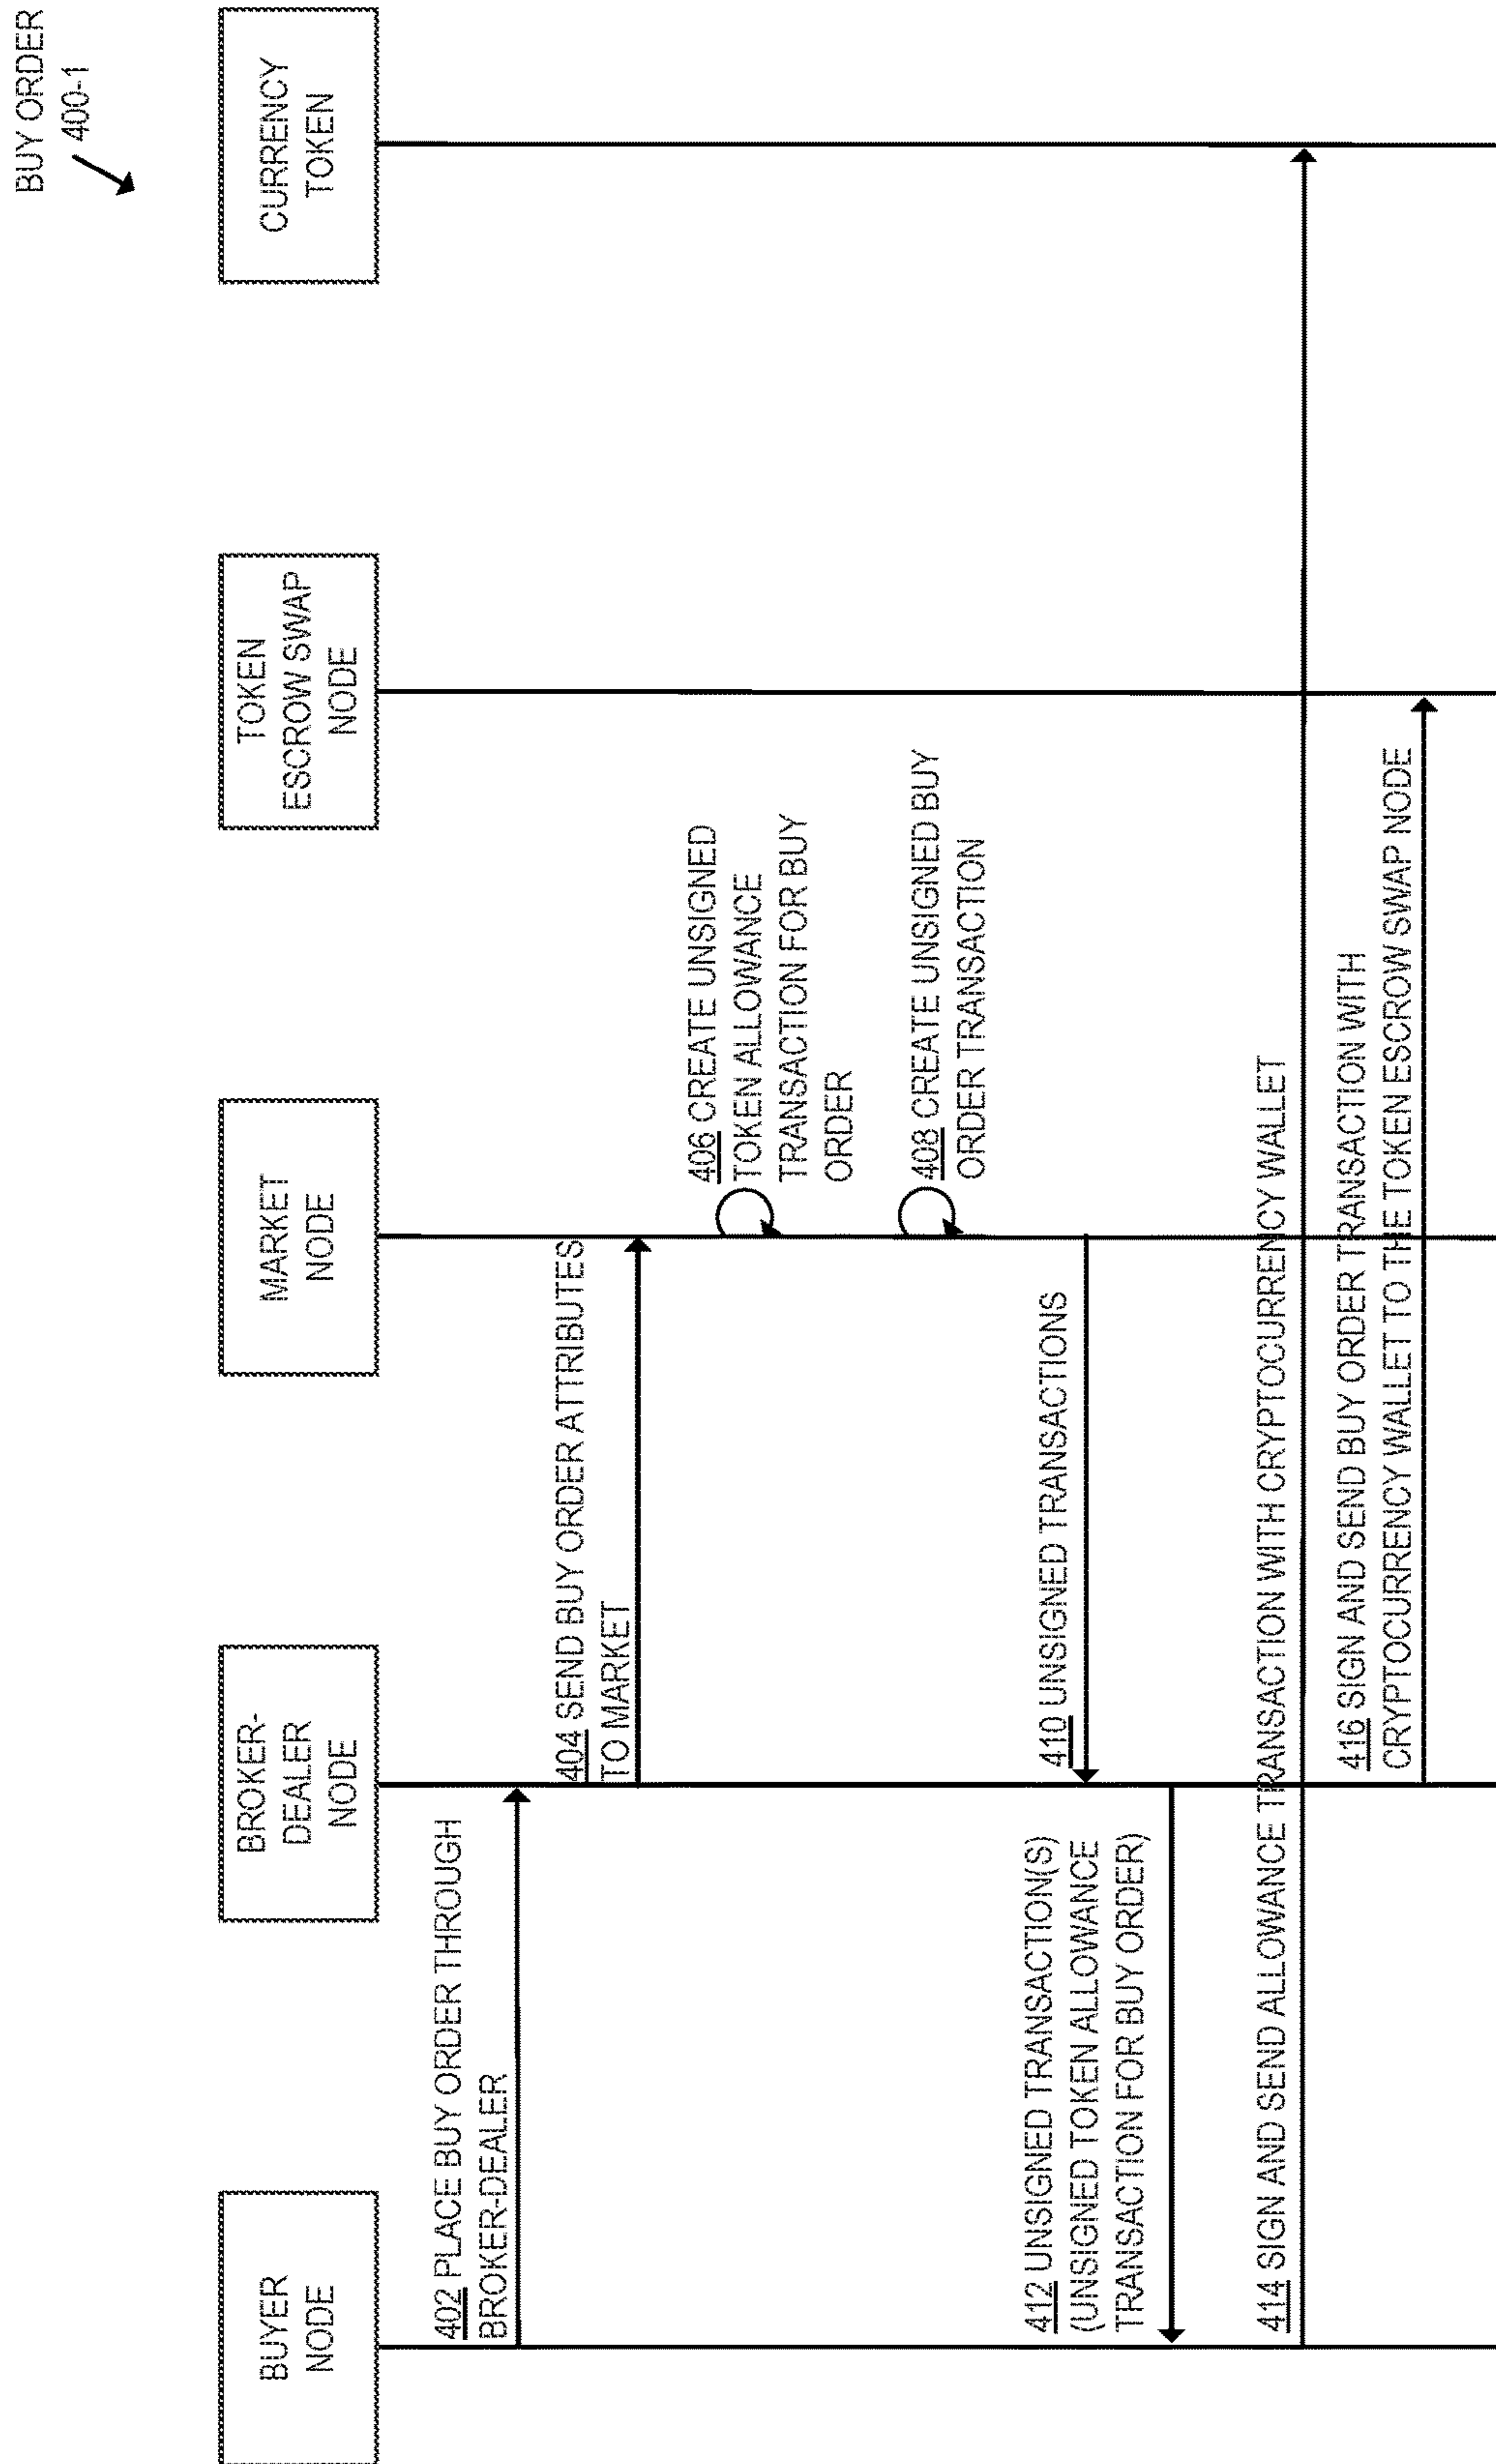 BUY ORDER
400-1
BUYER
NODE
BROKER-
DEALER
NODE
MARKET
NODE
TOKEN
ESCROW SWAP
NODE
CURRENCY
TOKEN
402 PLACE BUY ORDER THROUGH
BROKER-DEALER
404 SEND BUY ORDER ATTRIBUTES
TO MARKET
406 CREATE UNSIGNED
TOKEN ALLOWANCE
TRANSACTION FOR BUY
ORDER
408 CREATE UNSIGNED BUY
ORDER TRANSACTION
410 UNSIGNED TRANSACTIONS
412 UNSIGNED TRANSACTION(S)
(UNSIGNED TOKEN ALLOWANCE
TRANSACTION FOR BUY ORDER)
414 SIGN AND SEND ALLOWANCE TRANSACTION WITH CRYPTOCURRENCY WALLET
416 SIGN AND SEND BUY ORDER TRANSACTION WITH
CRYPTOCURRENCY WALLET TO THE TOKEN ESCROW SWAP NODE